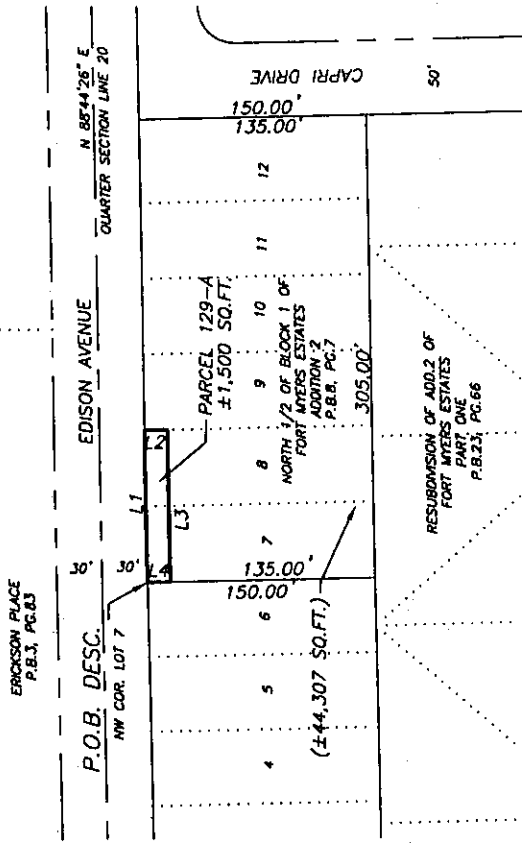 ERICKSON PLACE
P.B.3, PG.83
EDISON AVENUE
N 88°44'26" E
QUARTER SECTION LINE 20
30'
30'
P.O.B. DESC.
NW COR. LOT 7
L1
L2
L3
L4
PARCEL 129-A
±1,500 SQ.FT.
CAPRI DRIVE
50'
150.00'
135.00'
135.00'
150.00'
4
5
6
7
8
9
10
11
12
NORTH 1/2 OF BLOCK 1 OF
FORT MYERS ESTATES
ADDITION 2
P.B.8, PG.7
305.00'
(±44,307 SQ.FT.)
RESUBDIVISION OF ADD.2 OF
FORT MYERS ESTATES
PART ONE
P.B.23, PG.66